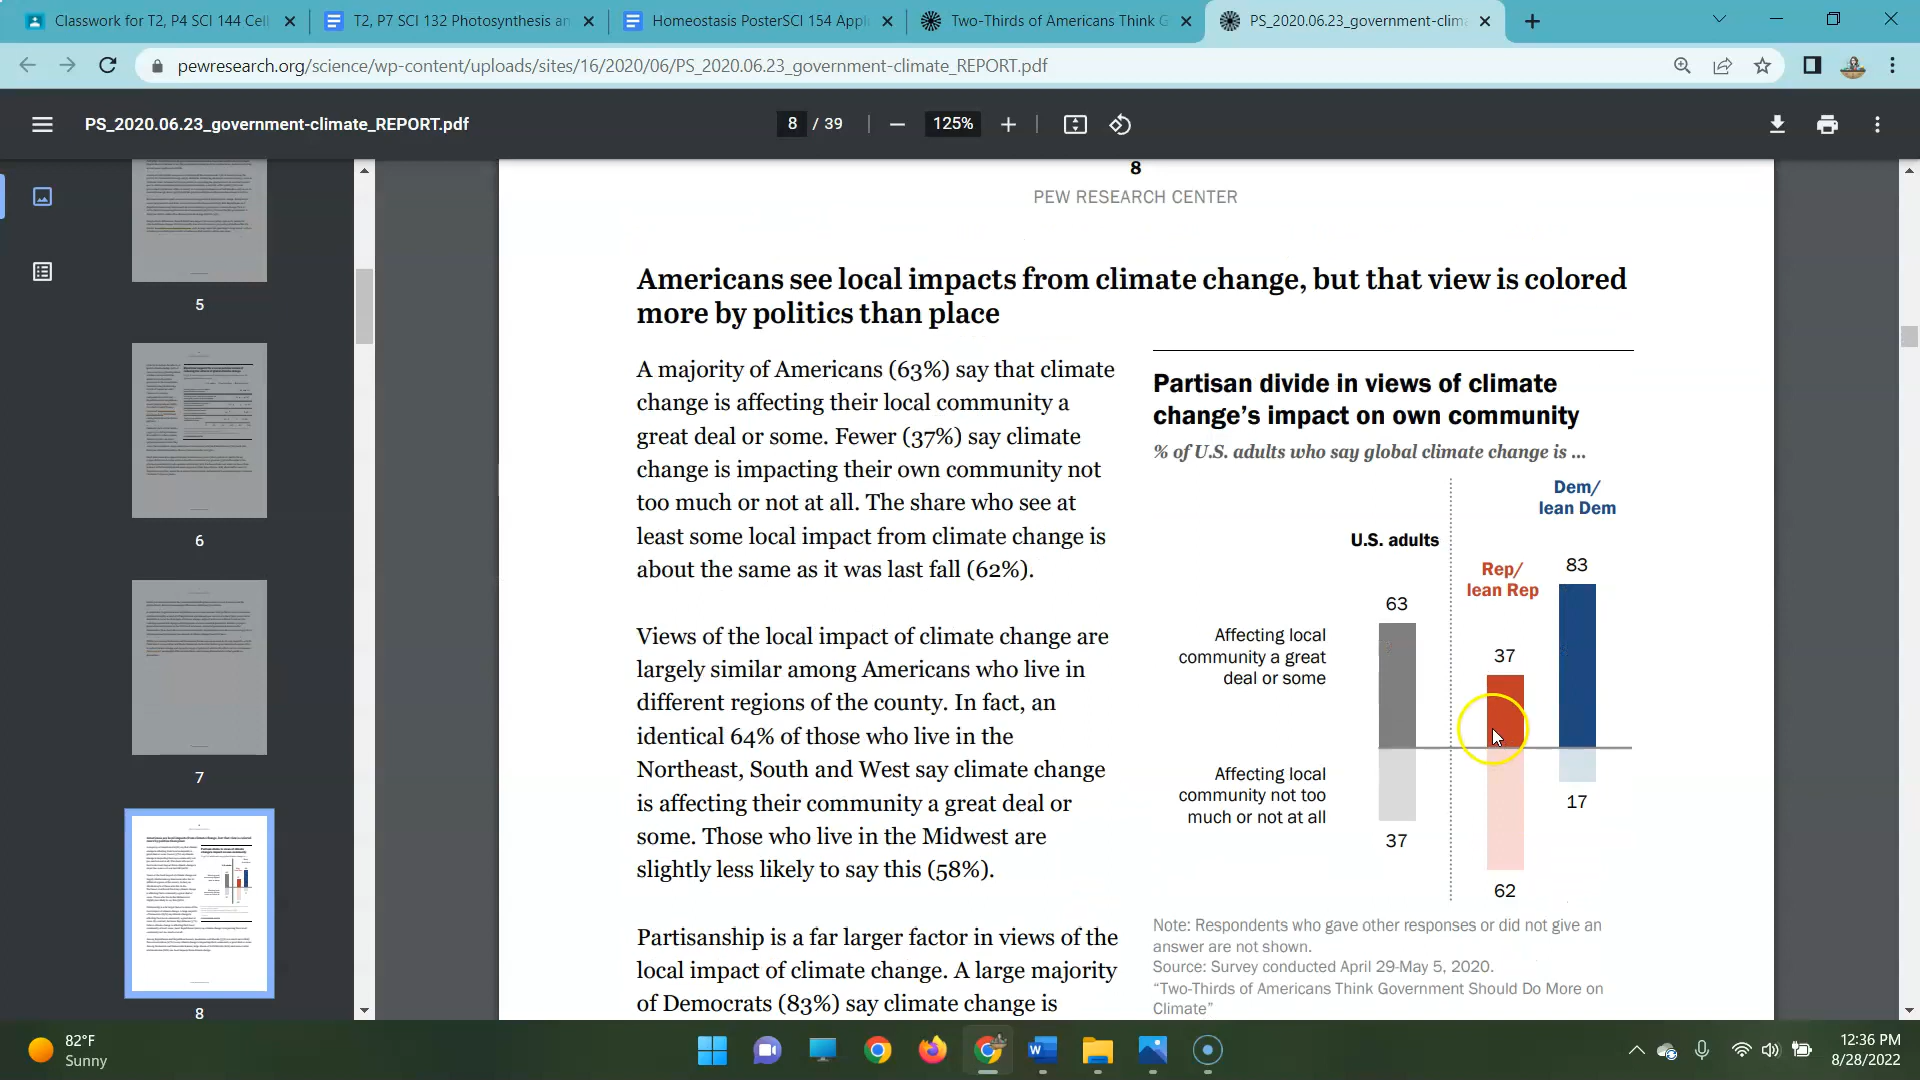 Classwork for T2, P4 SCI 144 Cell
T2, P7 SCI 132 Photosynthesis an
Homeostasis PosterSCI 154 Appl
Two-Thirds of Americans Think G
PS_2020.06.23_government-clima
pewresearch.org/science/wp-content/uploads/sites/16/2020/06/PS_2020.06.23_government-climate_REPORT.pdf
PS_2020.06.23_government-climate_REPORT.pdf
8 / 39
125%
5
6
7
8
8
PEW RESEARCH CENTER
Americans see local impacts from climate change, but that view is colored
more by politics than place
A majority of Americans (63%) say that climate
change is affecting their local community a
great deal or some. Fewer (37%) say climate
change is impacting their own community not
too much or not at all. The share who see at
least some local impact from climate change is
about the same as it was last fall (62%).
Views of the local impact of climate change are
largely similar among Americans who live in
different regions of the county. In fact, an
identical 64% of those who live in the
Northeast, South and West say climate change
is affecting their community a great deal or
some. Those who live in the Midwest are
slightly less likely to say this (58%).
Partisanship is a far larger factor in views of the
local impact of climate change. A large majority
of Democrats (83%) say climate change is
Partisan divide in views of climate
change's impact on own community
% of U.S. adults who say global climate change is ...
Dem/
lean Dem
U.S. adults
Rep/
lean Rep
83
63
37
Affecting local
community a great
deal or some
Affecting local
community not too
much or not at all
37
62
17
Note: Respondents who gave other responses or did not give an
answer are not shown.
Source: Survey conducted April 29-May 5, 2020.
“Two-Thirds of Americans Think Government Should Do More on
Climate”
82°F
Sunny
12:36 PM
8/28/2022